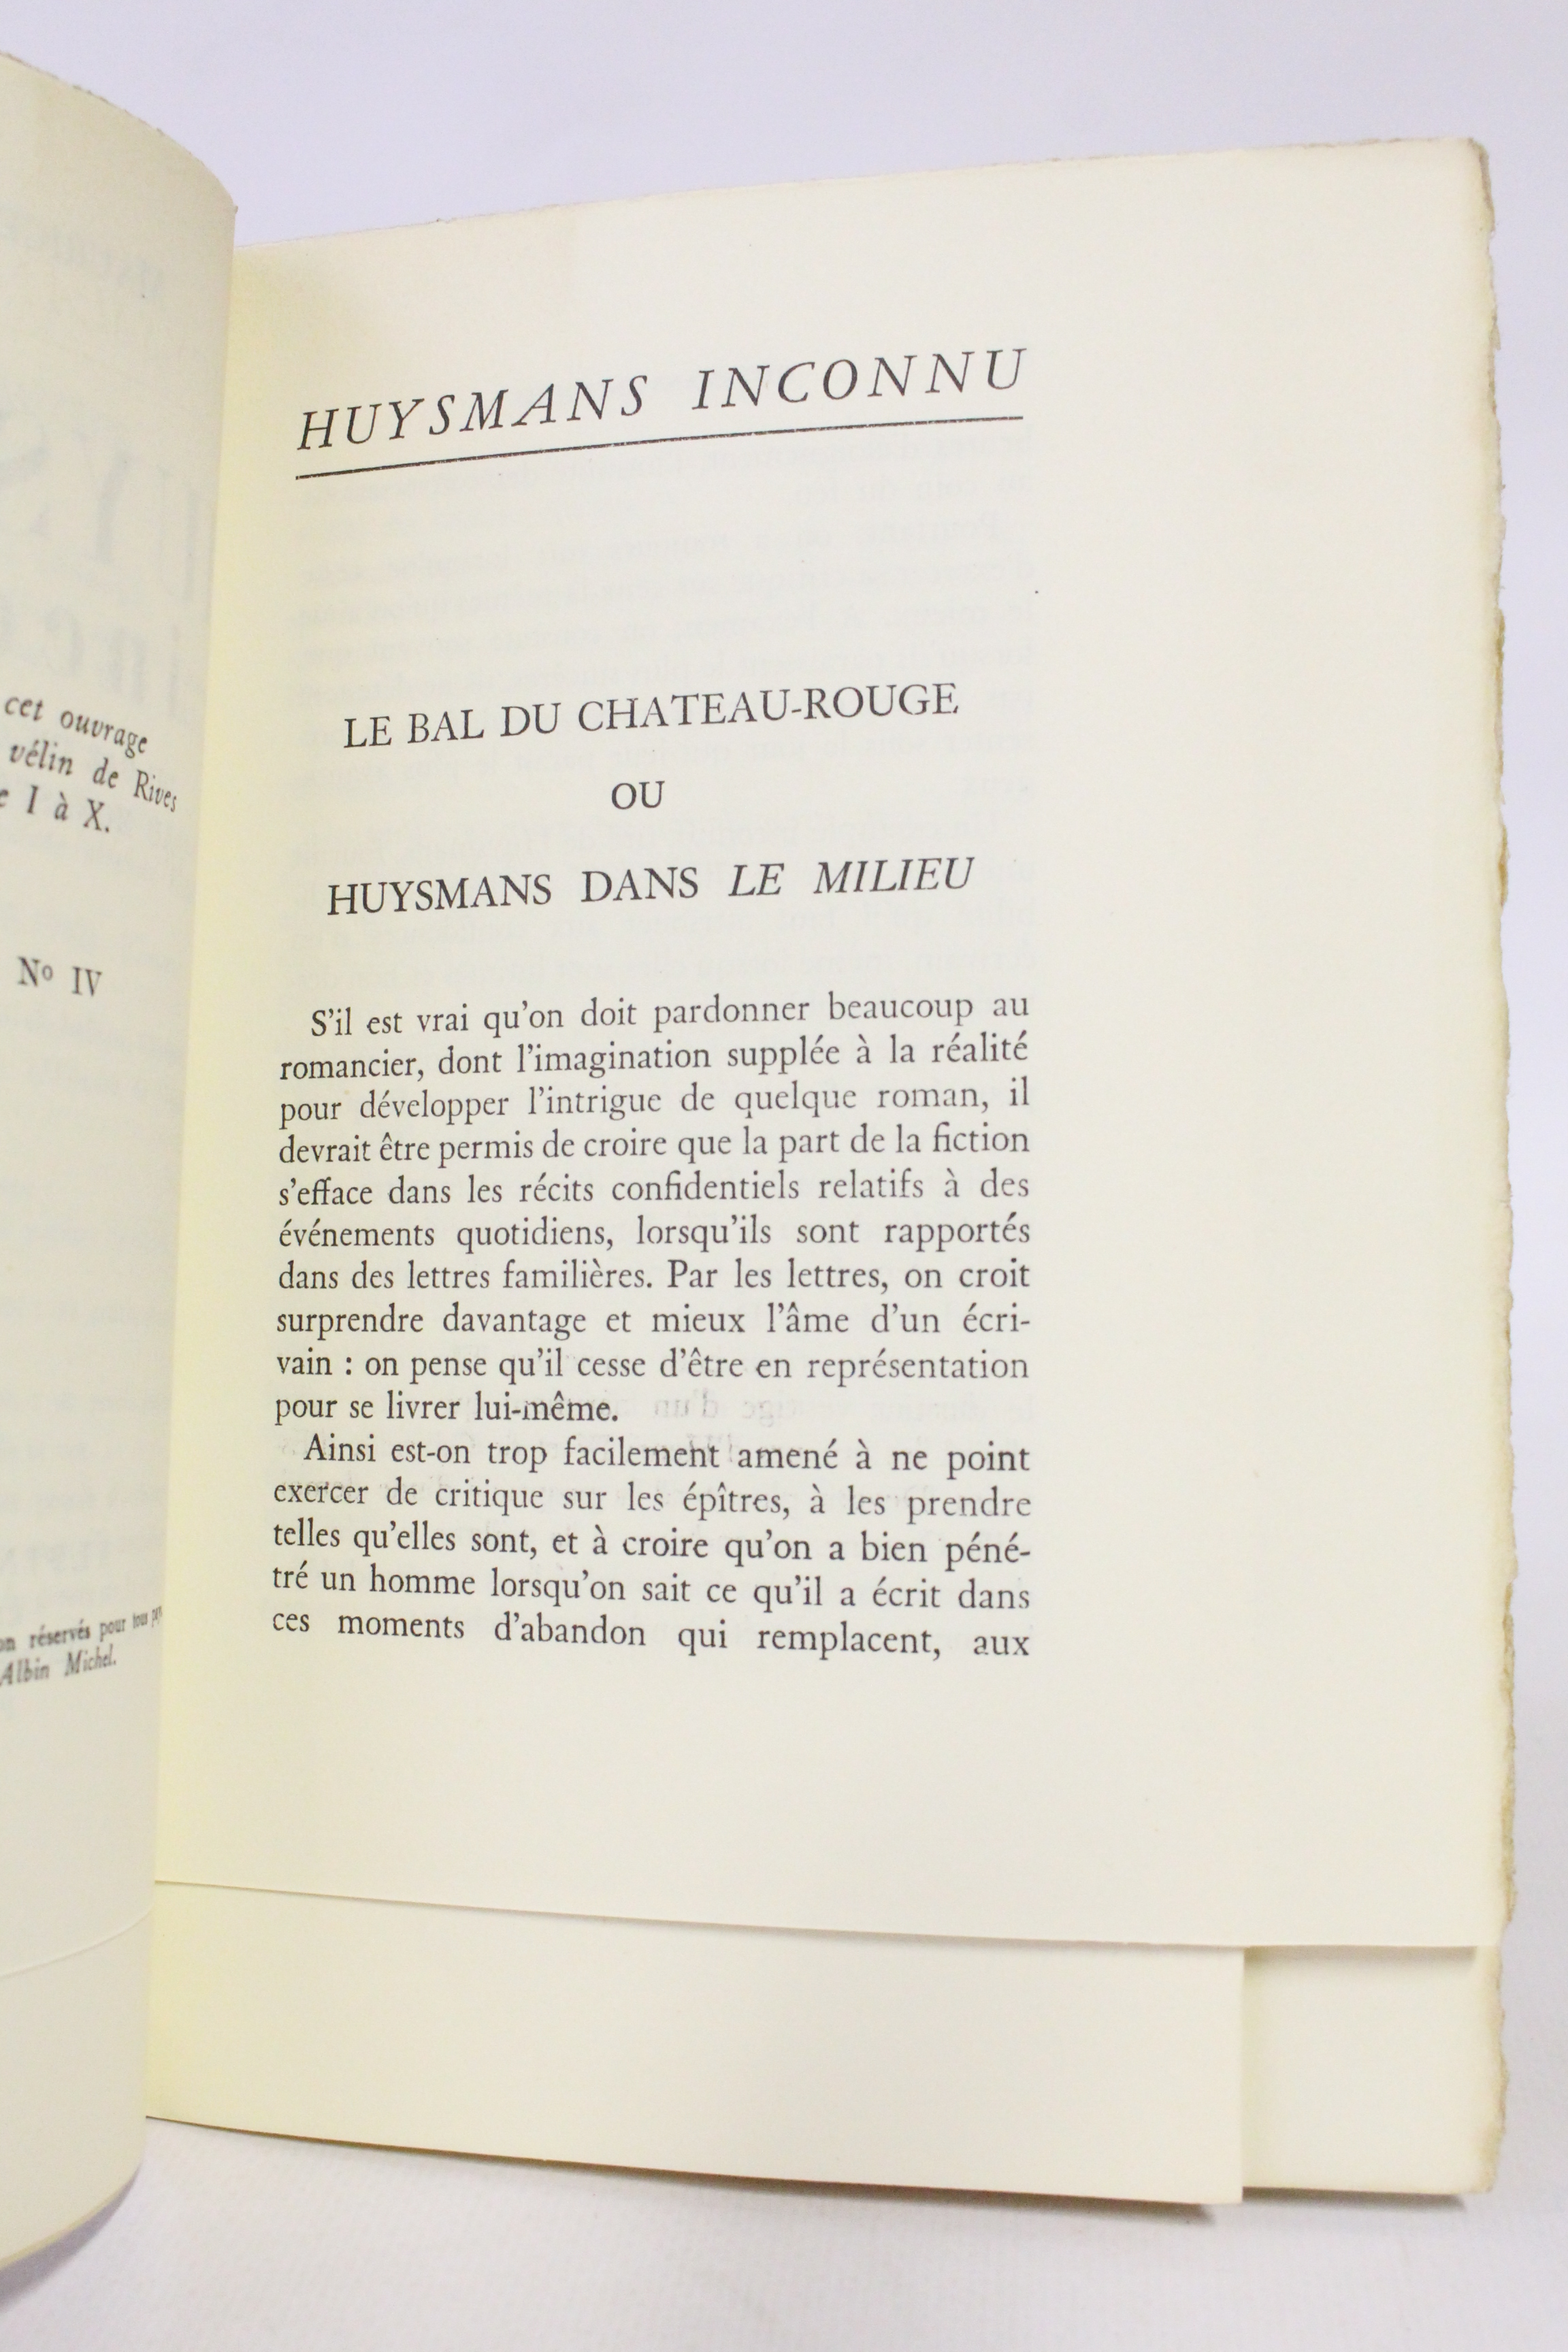 cet ouvrage
vélin de Rives
I à X.
Nº IV
réservés pour tous
Albin Michel.
HUYSMANS INCONNU
LE BAL DU CHATEAU-ROUGE
OU
HUYSMANS DANS LE MILIEU
S'il est vrai qu'on doit pardonner beaucoup au
romancier, dont l'imagination supplée à la réalité
pour développer l'intrigue de quelque roman, il
devrait être permis de croire que la part de la fiction
s'efface dans les récits confidentiels relatifs à des
événements quotidiens, lorsqu'ils sont rapportés
dans des lettres familières. Par les lettres, on croit
surprendre davantage et mieux l'âme d'un écri-
vain : on pense qu'il cesse d'être en représentation
pour se livrer lui-même.
Ainsi est-on trop facilement amené à ne point
exercer de critique sur les épîtres, à les prendre
telles qu'elles sont, et à croire qu'on a bien péné-
tré un homme lorsqu'on sait ce qu'il a écrit dans
ces moments d'abandon qui remplacent, aux